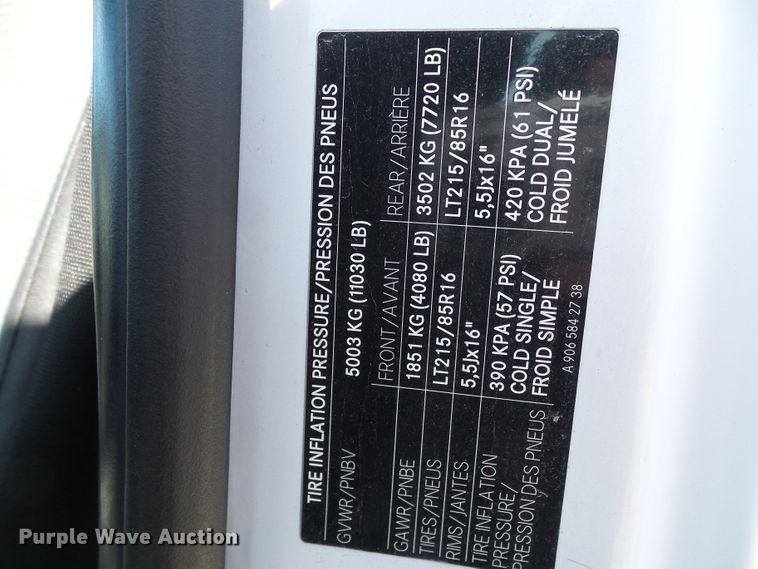 TIRE INFLATION PRESSURE/PRESSION DES PNEUS
GVWR/PNBV 5003 KG (11030 LB)
FRONT/AVANT REAR/ARRIÈRE
GAWR/PNBE 1851 KG (4080 LB) 3502 KG (7720 LB)
TIRES/PNEUS LT215/85R16 LT215/85R16
RIMS/JANTES 5,5Jx16" 5,5Jx16"
TIRE INFLATION 390 KPA (57 PSI) 420 KPA (61 PSI)
PRESSURE/ COLD SINGLE/ COLD DUAL/
PRESSION DES PNEUS FROID SIMPLE FROID JUMELÉ
A 906 584 27 38
Purple Wave Auction